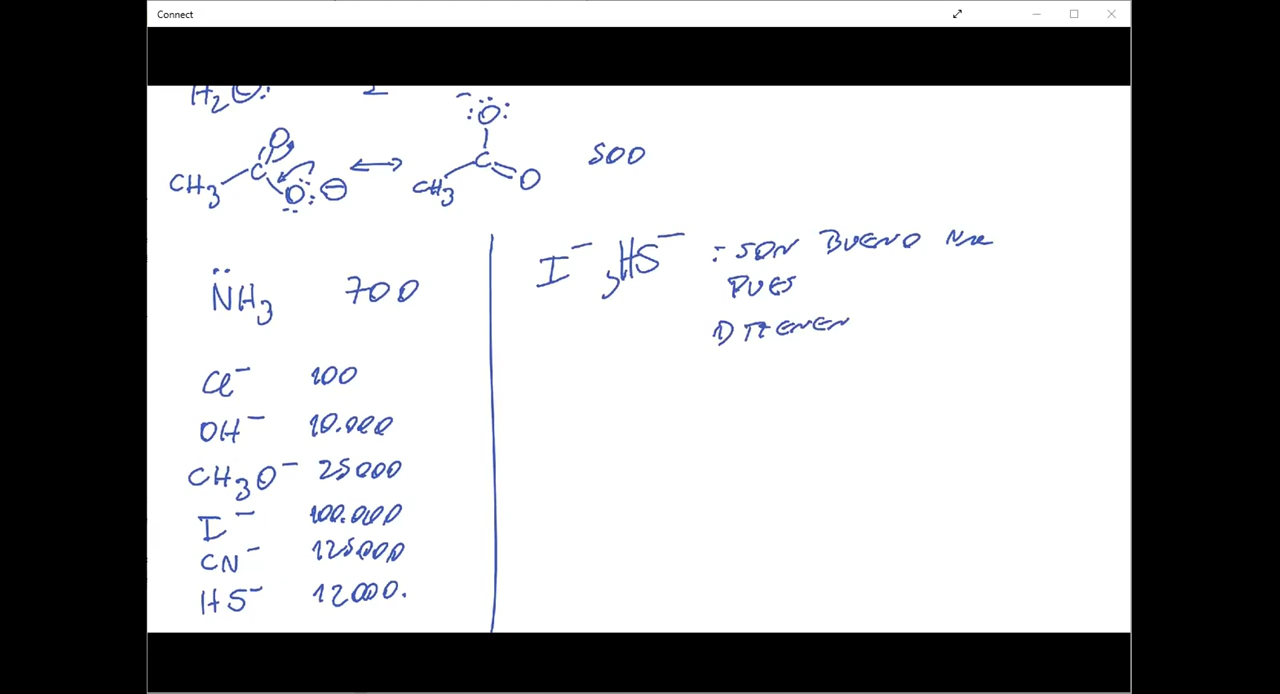 Connect
H₂O:
CH₃ C O :O: ⊖ ⟷ CH₃ C O :O: − 500
NH₃ 700
Cl⁻ 100
OH⁻ 10.000
CH₃O⁻ 25000
I⁻ 100.000
CN⁻ 125000
HS⁻ 12000.
I⁻, HS⁻ : SON BUENO Nu
PUES
1) TIENEN